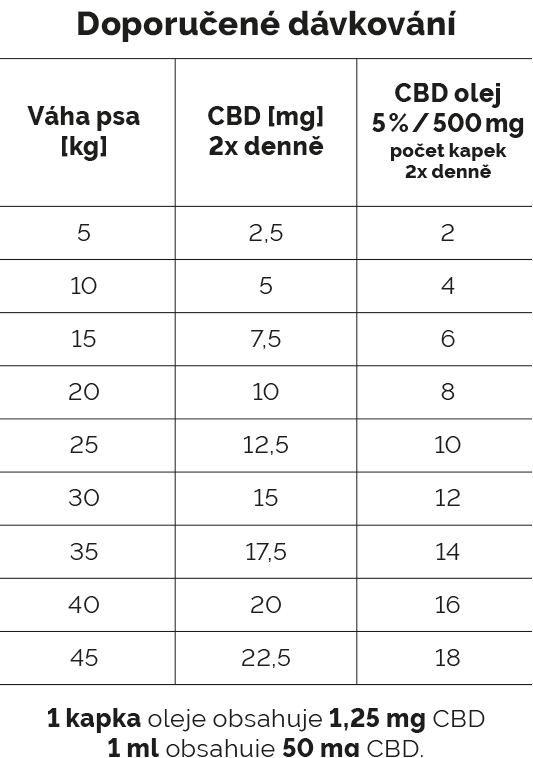 Doporučené dávkování
Váha psa
[kg]
CBD [mg]
2x denně
CBD olej
5 % / 500 mg
počet kapek
2x denně
5 2,5 2
10 5 4
15 7,5 6
20 10 8
25 12,5 10
30 15 12
35 17,5 14
40 20 16
45 22,5 18
1 kapka oleje obsahuje 1,25 mg CBD
1 ml obsahuje 50 mg CBD.